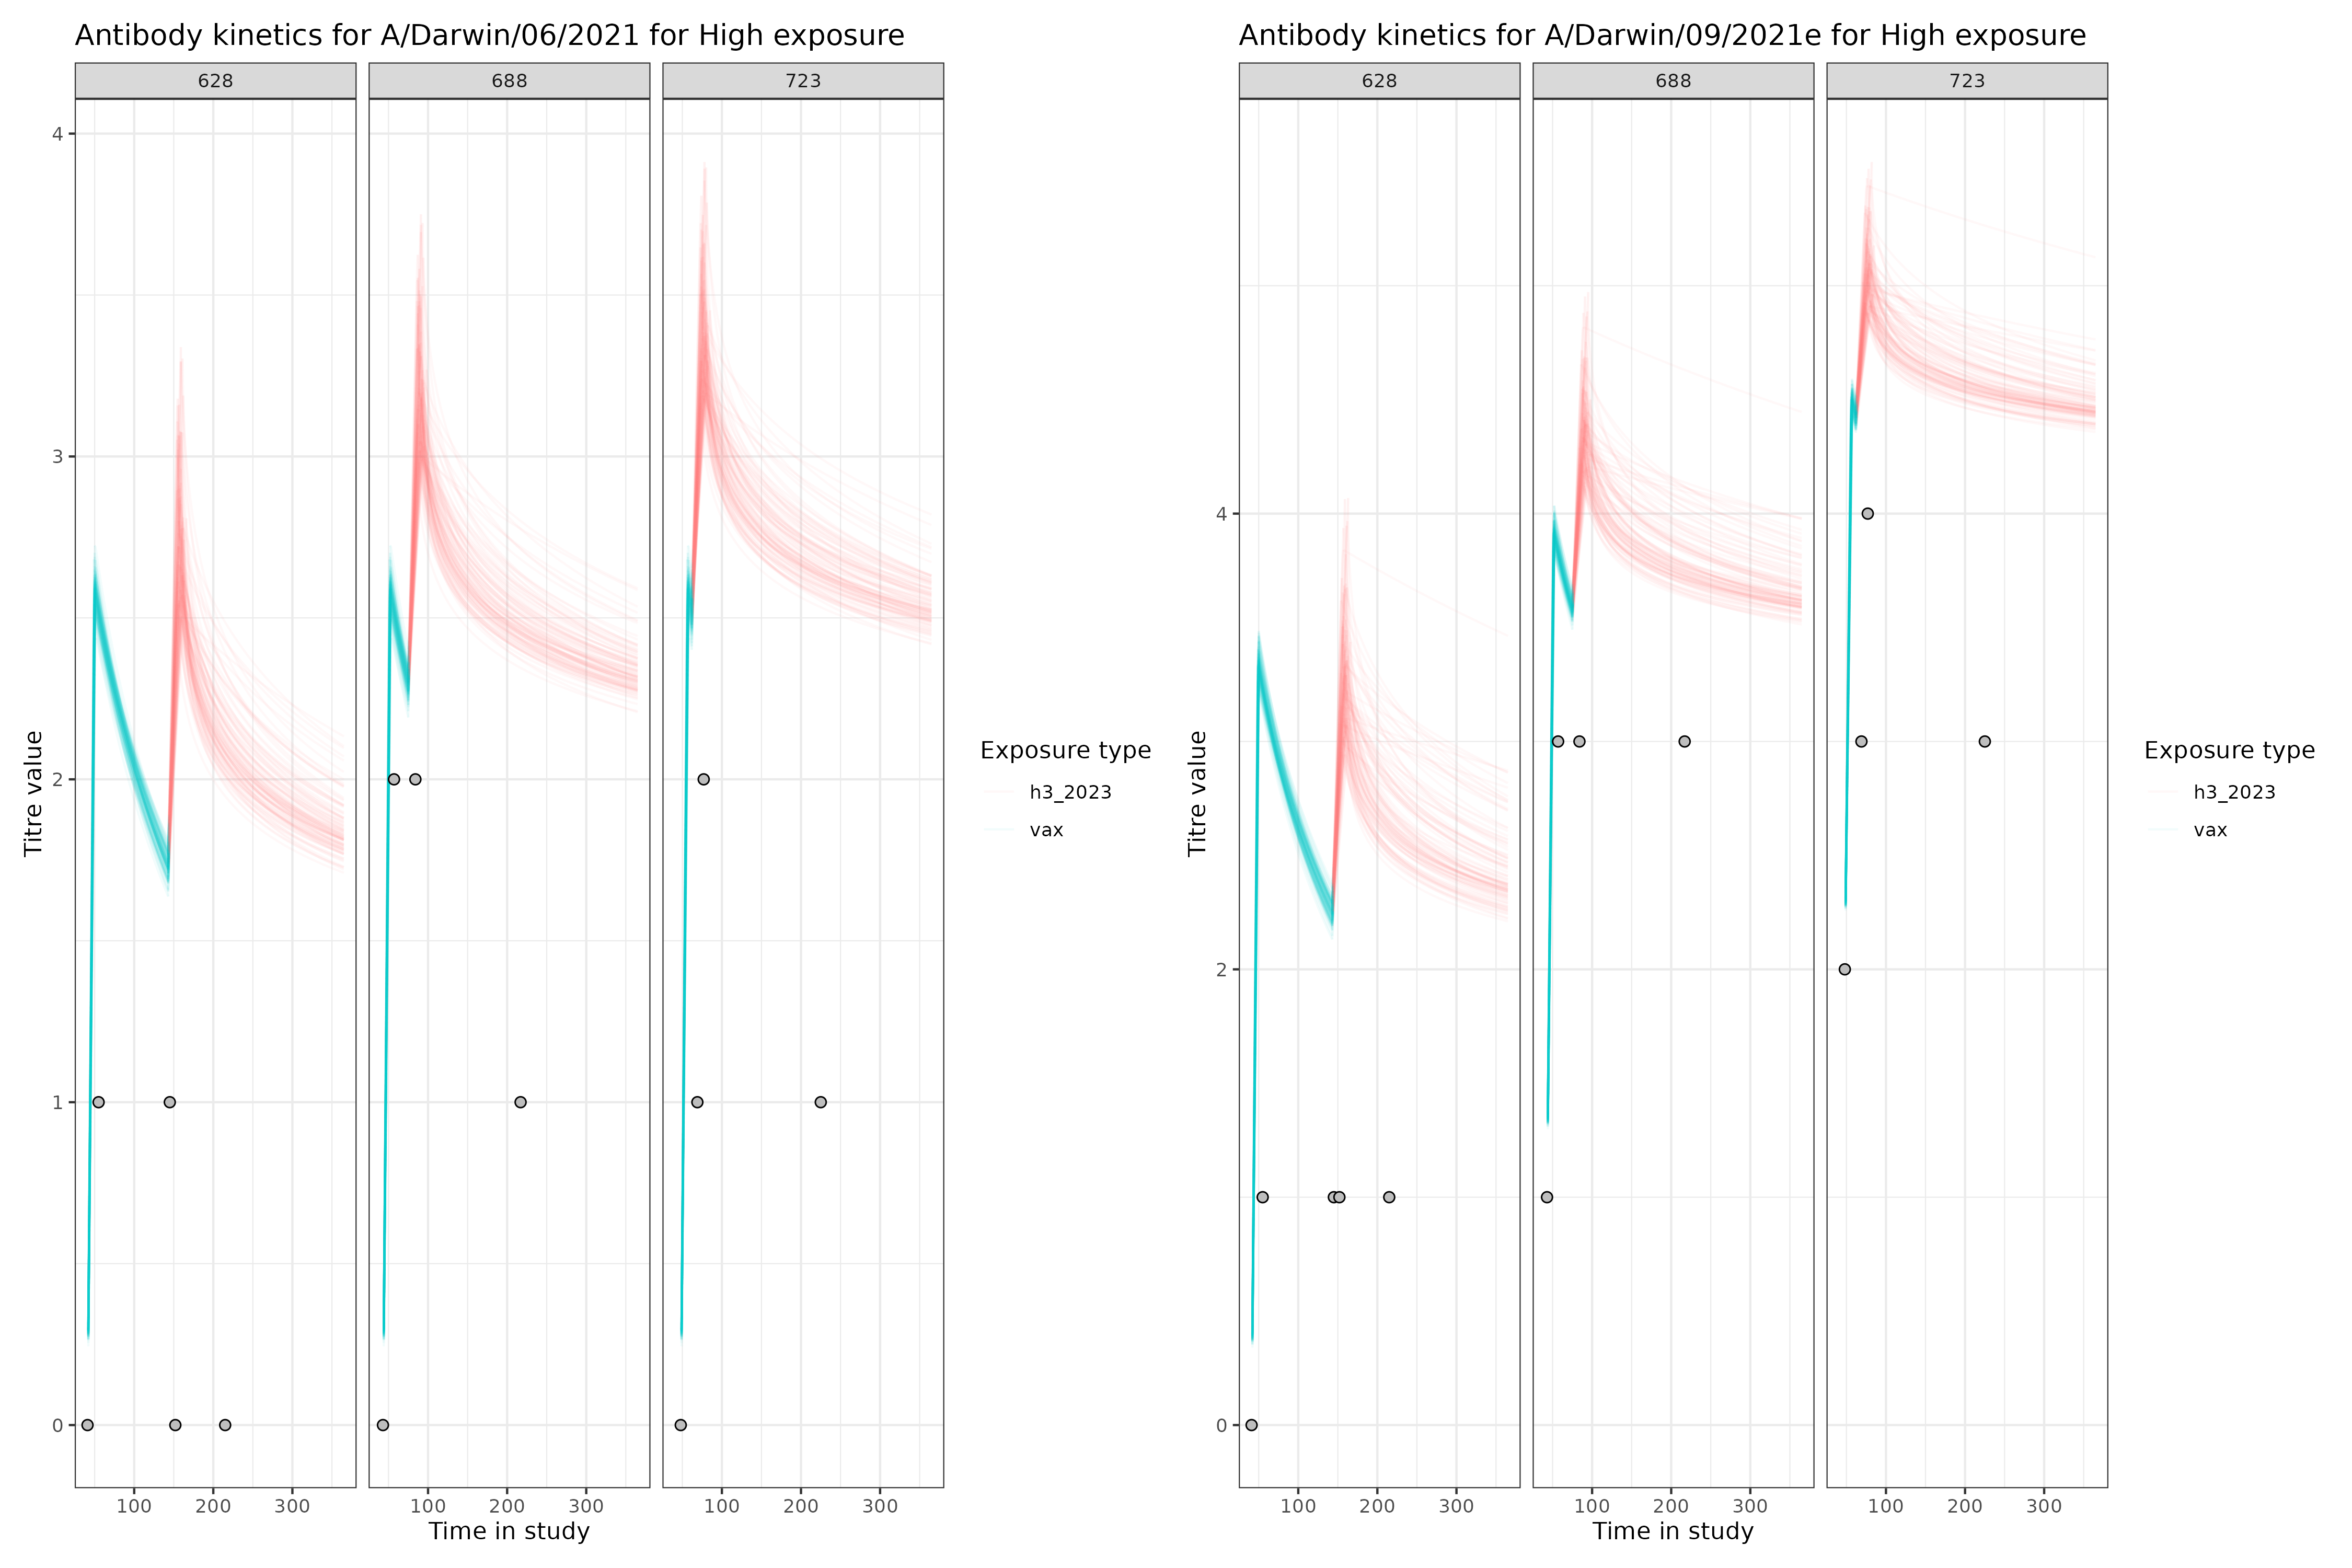 Antibody kinetics for A/Darwin/06/2021 for High exposure
628 688 723
4
3
2
1
0
100 200 300 100 200 300 100 200 300
Time in study
Titre value
Exposure type
h3_2023
vax
Antibody kinetics for A/Darwin/09/2021e for High exposure
628 688 723
4
2
0
100 200 300 100 200 300 100 200 300
Time in study
Titre value
Exposure type
h3_2023
vax